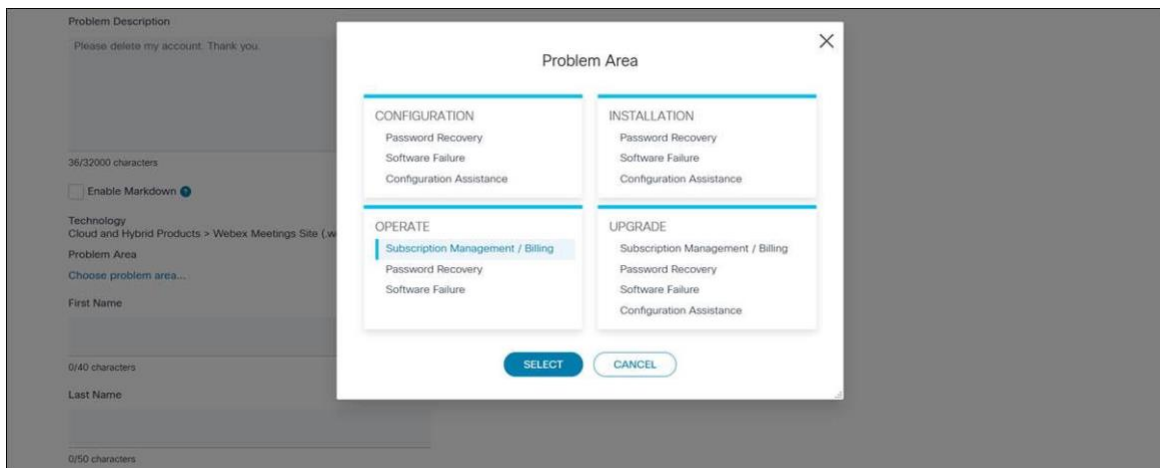 Problem Description
Please delete my account. Thank you.
36/32000 characters
Enable Markdown
Technology
Cloud and Hybrid Products > Webex Meetings Site (.w
Problem Area
Choose problem area...
First Name
0/40 characters
Last Name
0/50 characters
Problem Area
CONFIGURATION
Password Recovery
Software Failure
Configuration Assistance
INSTALLATION
Password Recovery
Software Failure
Configuration Assistance
OPERATE
Subscription Management / Billing
Password Recovery
Software Failure
UPGRADE
Subscription Management / Billing
Password Recovery
Software Failure
Configuration Assistance
SELECT
CANCEL